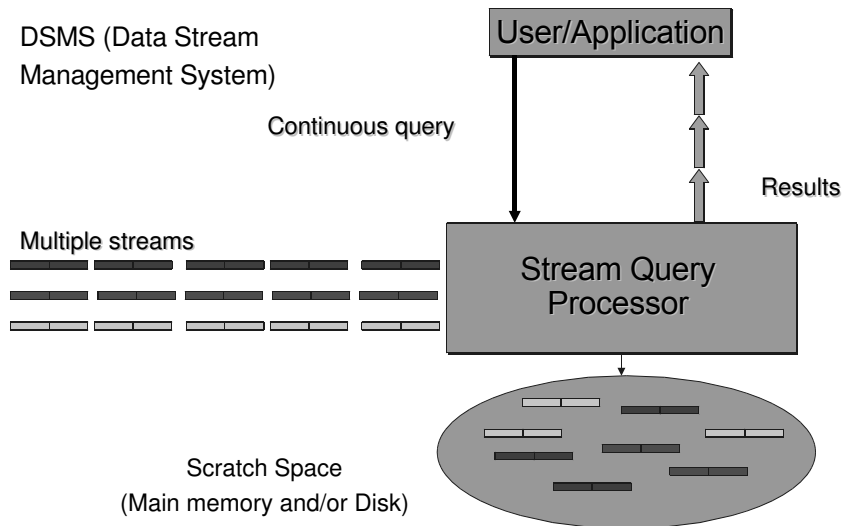 DSMS (Data Stream
Management System)
User/Application
Continuous query
Results
Multiple streams
Stream Query
Processor
Scratch Space
(Main memory and/or Disk)